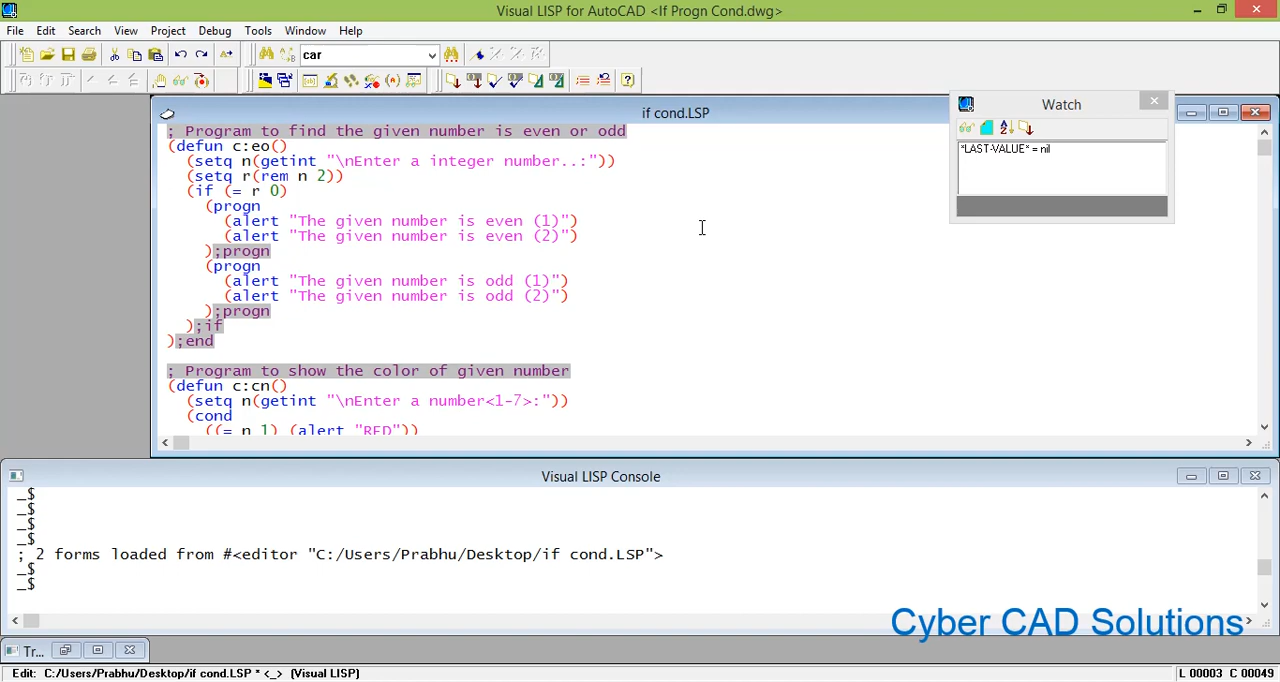 Visual LISP for AutoCAD <If Progn Cond.dwg>
File Edit Search View Project Debug Tools Window Help
car
if cond.LSP
Watch
*LAST-VALUE* = nil
; Program to find the given number is even or odd
(defun c:eo()
(setq n(getint "\nEnter a integer number..:"))
(setq r(rem n 2))
(if (= r 0)
(progn
(alert "The given number is even (1)")
(alert "The given number is even (2)")
);progn
(progn
(alert "The given number is odd (1)")
(alert "The given number is odd (2)")
);progn
);if
);end
; Program to show the color of given number
(defun c:cn()
(setq n(getint "\nEnter a number<1-7>:"))
(cond
((= n 1) (alert "RED"))
Visual LISP Console
_$
_$
_$
_$
; 2 forms loaded from #<editor "C:/Users/Prabhu/Desktop/if cond.LSP">
_$
_$
Cyber CAD Solutions
Tr...
Edit: C:/Users/Prabhu/Desktop/if cond.LSP * <_> (Visual LISP)
L 00003 C 00049